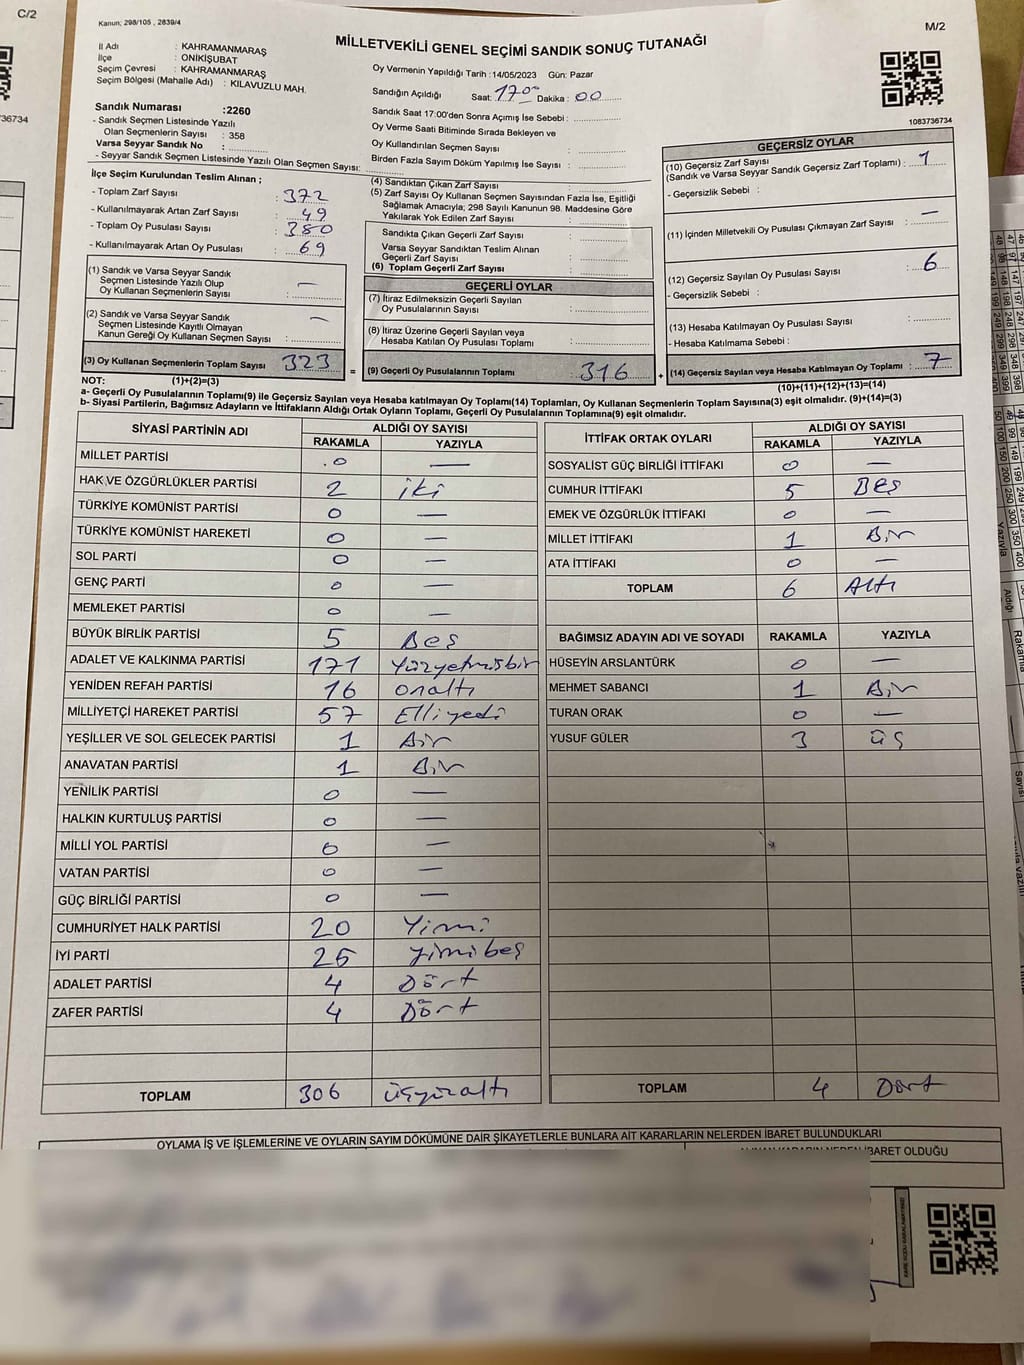 C/2
Kanun; 298/105 , 2839/4
M/2
MİLLETVEKİLİ GENEL SEÇİMİ SANDIK SONUÇ TUTANAĞI
İl Adı : KAHRAMANMARAŞ
İlçe : ONİKİŞUBAT
Seçim Çevresi : KAHRAMANMARAŞ
Seçim Bölgesi (Mahalle Adı) : KILAVUZLU MAH.
Oy Vermenin Yapıldığı Tarih :14/05/2023 Gün: Pazar
Sandığın Açıldığı Saat: 17:00 Dakika : 00
Sandık Saat 17:00'den Sonra Açımış İse Sebebi :
Oy Verme Saati Bitiminde Sırada Bekleyen ve
Oy Kullandırılan Seçmen Sayısı :
Birden Fazla Sayım Döküm Yapılmış İse Sayısı :
1083736734
36734
Sandık Numarası :2260
- Sandık Seçmen Listesinde Yazılı
Olan Seçmenlerin Sayısı : 358
Varsa Seyyar Sandık No :
- Seyyar Sandık Seçmen Listesinde Yazılı Olan Seçmen Sayısı:
İlçe Seçim Kurulundan Teslim Alınan ;
- Toplam Zarf Sayısı : 372
- Kullanılmayarak Artan Zarf Sayısı : 49
- Toplam Oy Pusulası Sayısı : 380
- Kullanılmayarak Artan Oy Pusulası : 69
(1) Sandık ve Varsa Seyyar Sandık
Seçmen Listesinde Yazılı Olup
Oy Kullanan Seçmenlerin Sayısı : —
(2) Sandık ve Varsa Seyyar Sandık
Seçmen Listesinde Kayıtlı Olmayan
Kanun Gereği Oy Kullanan Seçmen Sayısı : —
(3) Oy Kullanan Seçmenlerin Toplam Sayısı : 323
(1)+(2)=(3)
(4) Sandıktan Çıkan Zarf Sayısı :
(5) Zarf Sayısı Oy Kullanan Seçmen Sayısından Fazla İse, Eşitliği
Sağlamak Amacıyla; 298 Sayılı Kanunun 98. Maddesine Göre
Yakılarak Yok Edilen Zarf Sayısı :
Sandıkta Çıkan Geçerli Zarf Sayısı :
Varsa Seyyar Sandıktan Teslim Alınan
Geçerli Zarf Sayısı :
(6) Toplam Geçerli Zarf Sayısı :
GEÇERLİ OYLAR
(7) İtiraz Edilmeksizin Geçerli Sayılan
Oy Pusulalarının Sayısı :
(8) İtiraz Üzerine Geçerli Sayılan veya
Hesaba Katılan Oy Pusulaları Toplamı :
= (9) Geçerli Oy Pusulalarının Toplamı : 316
GEÇERSİZ OYLAR
(10) Geçersiz Zarf Sayısı
(Sandık ve Varsa Seyyar Sandık Geçersiz Zarf Toplamı) : 1
- Geçersizlik Sebebi :
(11) İçinden Milletvekili Oy Pusulası Çıkmayan Zarf Sayısı : —
(12) Geçersiz Sayılan Oy Pusulası Sayısı : 6
- Geçersizlik Sebebi :
(13) Hesaba Katılmayan Oy Pusulası Sayısı :
- Hesaba Katılmama Sebebi :
+ (14) Geçersiz Sayılan veya Hesaba Katılmayan Oy Toplamı : 7
(10)+(11)+(12)+(13)=(14)
NOT:
a- Geçerli Oy Pusulalarının Toplamı(9) ile Geçersiz Sayılan veya Hesaba katılmayan Oy Toplamı(14) Toplamları, Oy Kullanan Seçmenlerin Toplam Sayısına(3) eşit olmalıdır. (9)+(14)=(3)
b- Siyasi Partilerin, Bağımsız Adayların ve İttifakların Aldığı Ortak Oyların Toplamı, Geçerli Oy Pusulalarının Toplamına(9) eşit olmalıdır.
SİYASİ PARTİNİN ADI ALDIĞI OY SAYISI
RAKAMLA YAZIYLA
MİLLET PARTİSİ 0 —
HAK VE ÖZGÜRLÜKLER PARTİSİ 2 iki
TÜRKİYE KOMÜNİST PARTİSİ 0 —
TÜRKİYE KOMÜNİST HAREKETİ 0 —
SOL PARTİ 0 —
GENÇ PARTİ 0 —
MEMLEKET PARTİSİ 0 —
BÜYÜK BİRLİK PARTİSİ 5 Beş
ADALET VE KALKINMA PARTİSİ 171 Yüzyetmişbir
YENİDEN REFAH PARTİSİ 16 onaltı
MİLLİYETÇİ HAREKET PARTİSİ 57 Elliyedi
YEŞİLLER VE SOL GELECEK PARTİSİ 1 Bir
ANAVATAN PARTİSİ 1 Bir
YENİLİK PARTİSİ 0 —
HALKIN KURTULUŞ PARTİSİ 0 —
MİLLİ YOL PARTİSİ 0 —
VATAN PARTİSİ 0 —
GÜÇ BİRLİĞİ PARTİSİ 0 —
CUMHURİYET HALK PARTİSİ 20 Yirmi
İYİ PARTİ 25 Yirmibeş
ADALET PARTİSİ 4 Dört
ZAFER PARTİSİ 4 Dört
TOPLAM 306 üçyüzaltı
İTTİFAK ORTAK OYLARI ALDIĞI OY SAYISI
RAKAMLA YAZIYLA
SOSYALİST GÜÇ BİRLİĞİ İTTİFAKI 0 —
CUMHUR İTTİFAKI 5 Beş
EMEK VE ÖZGÜRLÜK İTTİFAKI 0 —
MİLLET İTTİFAKI 1 Bir
ATA İTTİFAKI 0 —
TOPLAM 6 Altı
BAĞIMSIZ ADAYIN ADI VE SOYADI RAKAMLA YAZIYLA
HÜSEYİN ARSLANTÜRK 0 —
MEHMET SABANCI 1 Bir
TURAN ORAK 0 —
YUSUF GÜLER 3 üç
TOPLAM 4 Dört
OYLAMA İŞ VE İŞLEMLERİNE VE OYLARIN SAYIM DÖKÜMÜNE DAİR ŞİKAYETLERLE BUNLARA AİT KARARLARIN NELERDEN İBARET BULUNDUKLARI
İBARET OLDUĞU